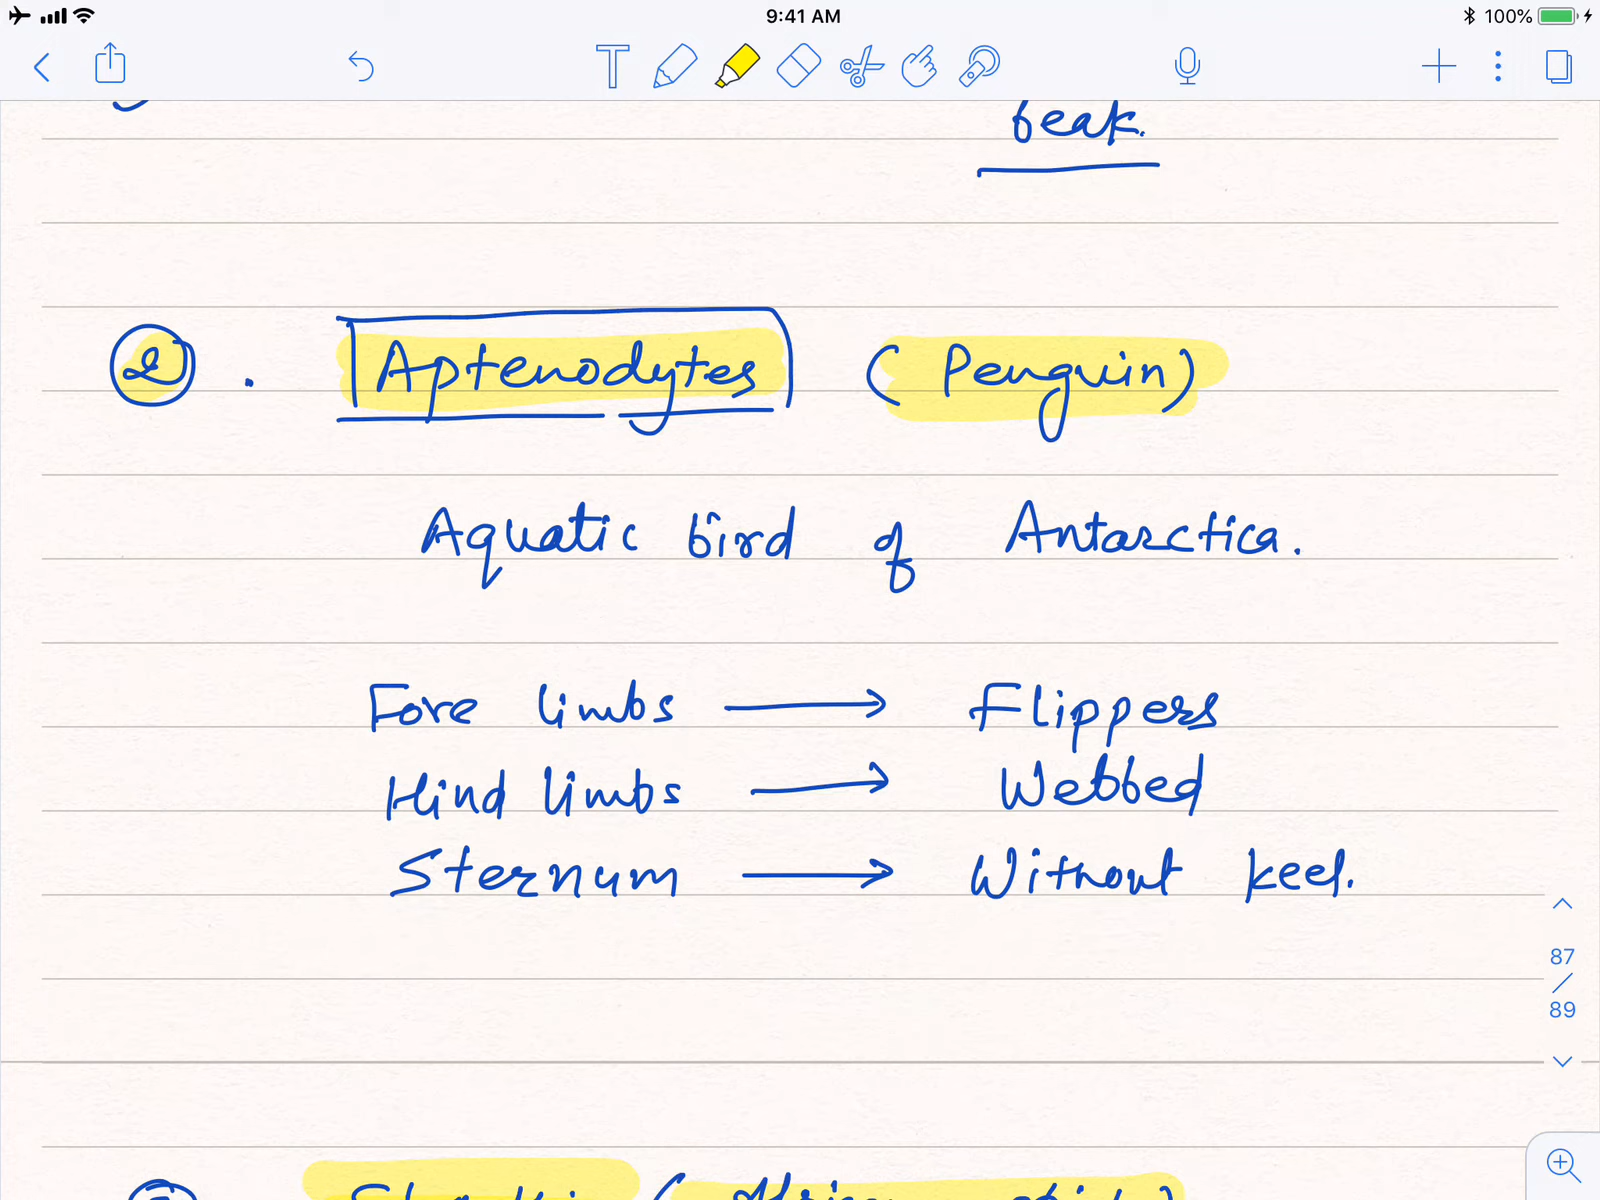 9:41 AM
100%
beak.
2. Aptenodytes (Penguin)
Aquatic bird of Antarctica.
Fore limbs → Flippers
Hind limbs → Webbed
Sternum → Without keel.
87
/
89